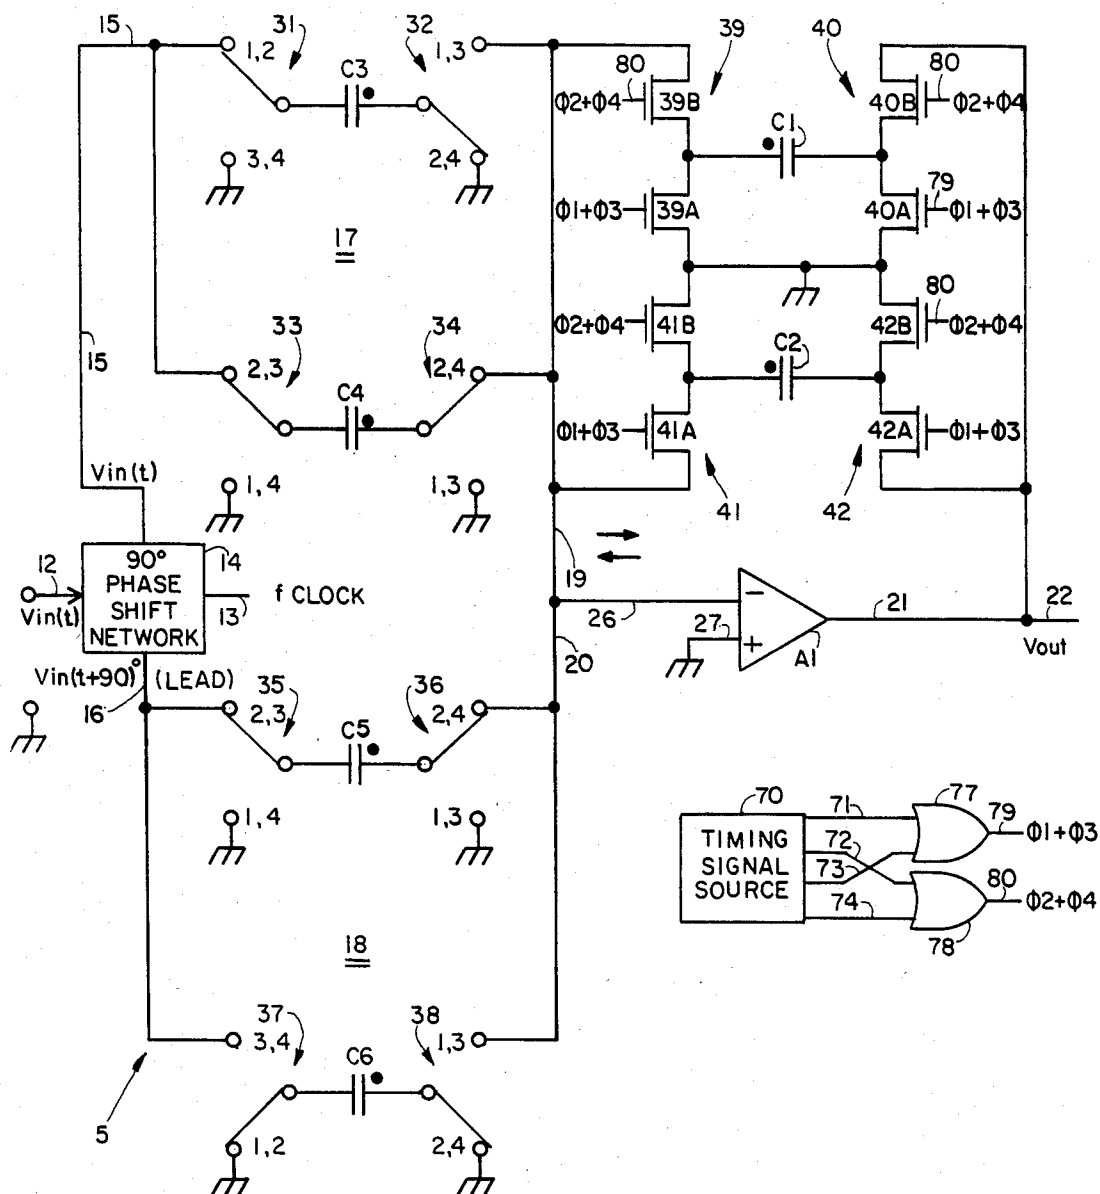 15 31 32
1,2 1,3
C3
3,4 2,4
17
15
33 34
2,3 2,4
C4
1,4 1,3
Vin(t)
12
Vin(t)
90°
PHASE
SHIFT
NETWORK
14
13
f CLOCK
Vin(t+90)° (LEAD)
16
35 36
2,3 2,4
C5
1,4 1,3
18
37 38
3,4 1,3
C6
1,2 2,4
5
39 40
80 80
Φ2+Φ4 39B 40B Φ2+Φ4
C1
79
Φ1+Φ3 39A 40A Φ1+Φ3
80
Φ2+Φ4 41B 42B Φ2+Φ4
C2
Φ1+Φ3 41A 42A Φ1+Φ3
41 42
19
26
−
27
+
A1
21
22
Vout
20
70
TIMING
SIGNAL
SOURCE
71
72
73
74
77
78
79
Φ1+Φ3
80
Φ2+Φ4